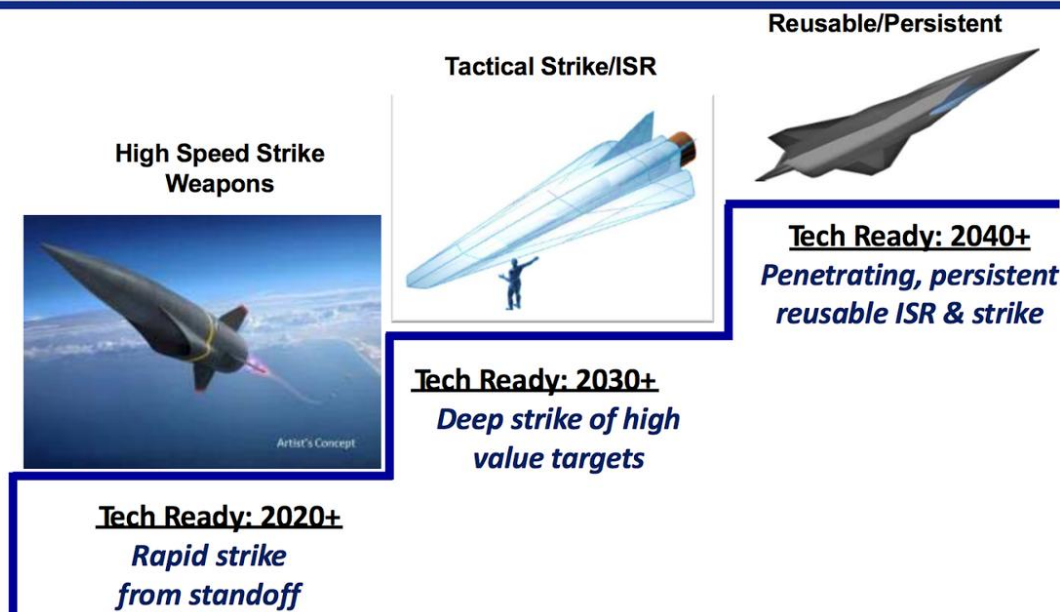 High Speed Strike
Weapons
Artist's Concept
Tech Ready: 2020+
Rapid strike
from standoff
Tactical Strike/ISR
Tech Ready: 2030+
Deep strike of high
value targets
Reusable/Persistent
Tech Ready: 2040+
Penetrating, persistent
reusable ISR & strike